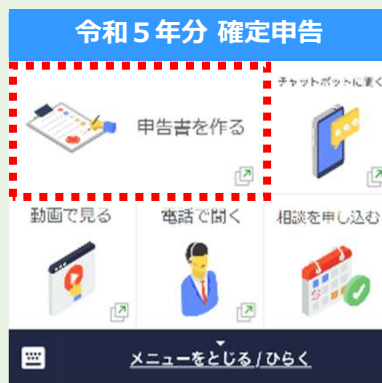 令和５年分 確定申告
申告書を作る
チャットボットに聞く
動画で見る
電話で聞く
相談を申し込む
メニューをとじる/ひらく